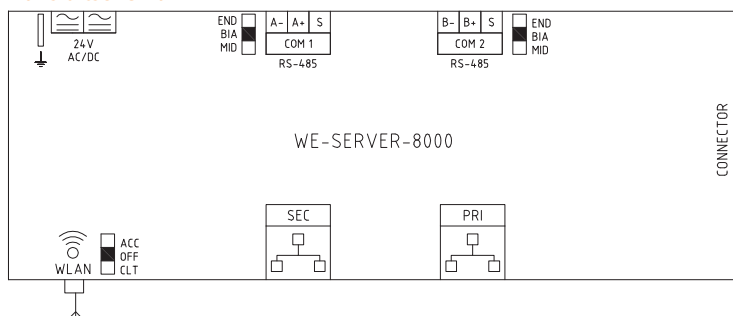 END A- A+ S B- B+ S END
BIA BIA
MID COM 1 COM 2 MID
24V
AC/DC
RS-485 RS-485
WE-SERVER-8000
CONNECTOR
SEC PRI
ACC
OFF
WLAN CLT